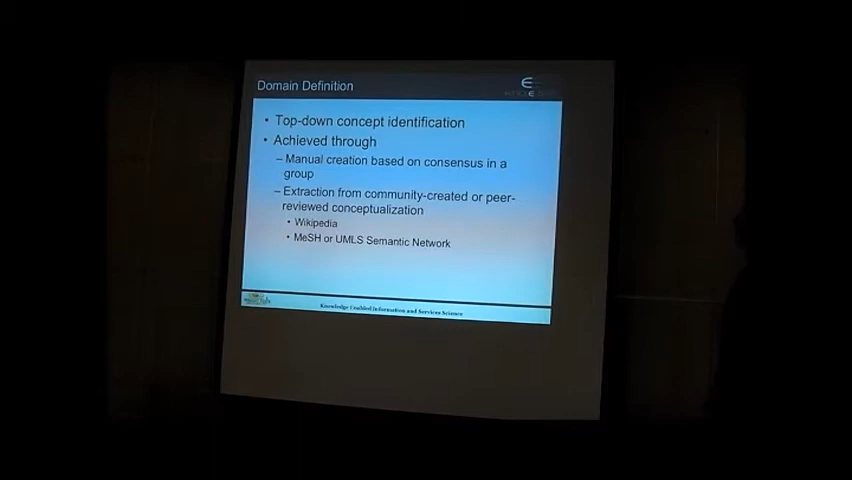 Domain Definition
• Top-down concept identification
• Achieved through
– Manual creation based on consensus in a
group
– Extraction from community-created or peer-
reviewed conceptualization
• Wikipedia
• MeSH or UMLS Semantic Network
Knowledge Enabled Information and Services Science